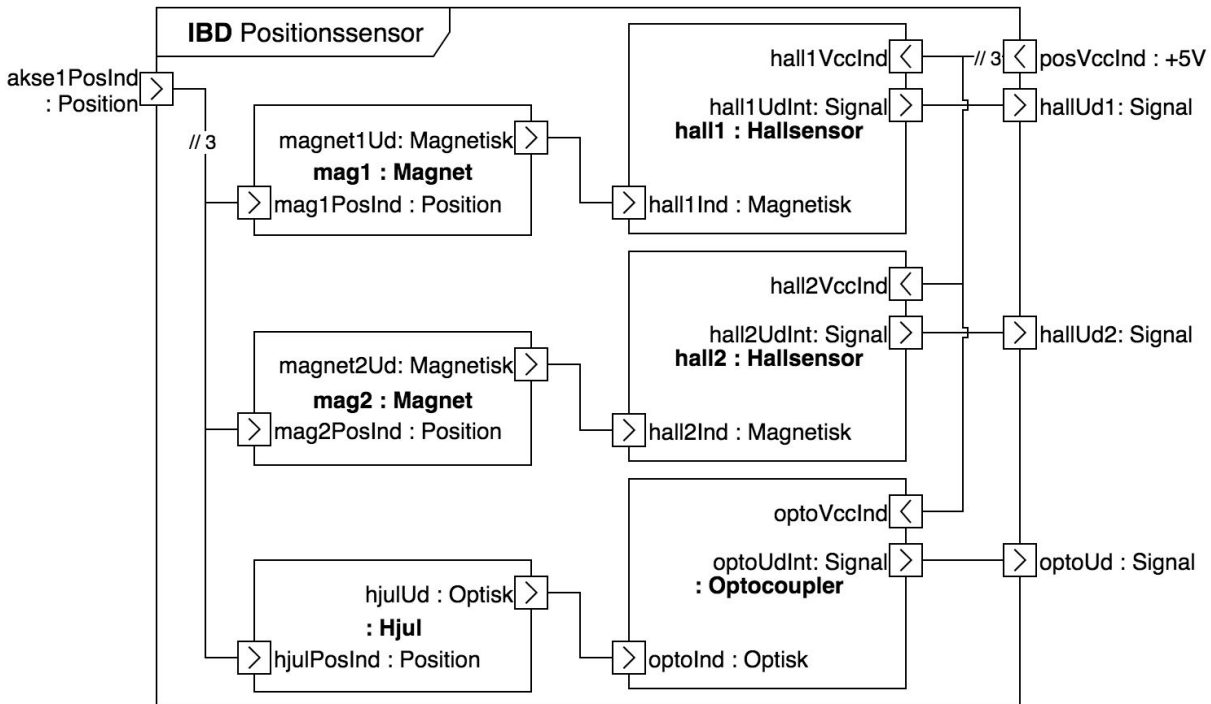 IBD Positionssensor
akse1PosInd
: Position
// 3
magnet1Ud: Magnetisk
mag1 : Magnet
mag1PosInd : Position
hall1VccInd
// 3
posVccInd : +5V
hall1UdInt: Signal
hallUd1: Signal
hall1 : Hallsensor
hall1Ind : Magnetisk
magnet2Ud: Magnetisk
mag2 : Magnet
mag2PosInd : Position
hall2VccInd
hall2UdInt: Signal
hallUd2: Signal
hall2 : Hallsensor
hall2Ind : Magnetisk
hjulUd : Optisk
: Hjul
hjulPosInd : Position
optoVccInd
optoUdInt: Signal
optoUd : Signal
: Optocoupler
optoInd : Optisk